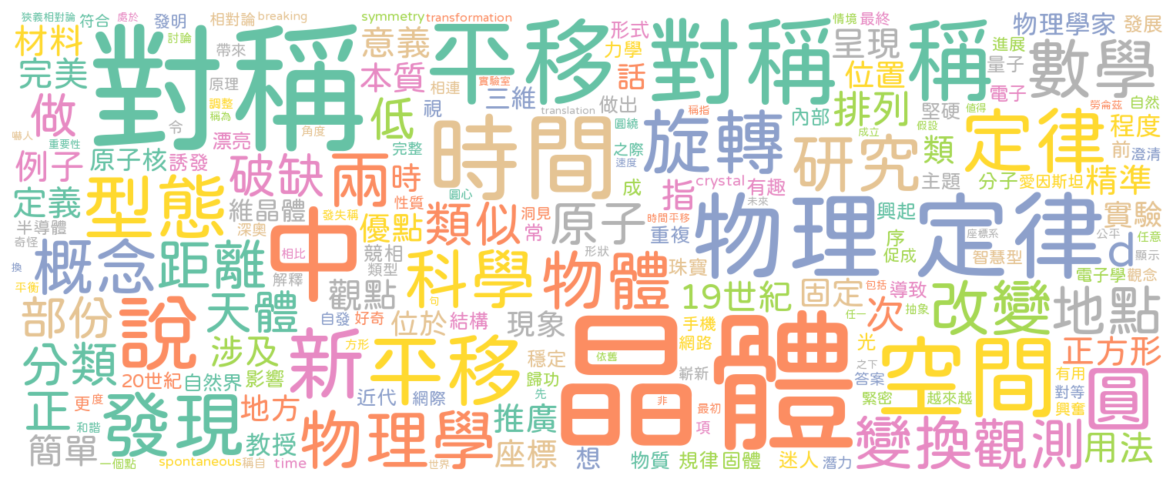 狹義相對論 符合 發明 相對論 breaking symmetry transformation 形式 情境 最終 物理學家 發展
處於 討論 帶來 意義 力學 呈現 進展
材料 對稱 平移 對稱 稱 數學
完美 原理 本質 相連 實驗室 三維 話 位置 量子
調整 稱為 低 視 translation 做出 排列 堅硬 電子 勞侖茲 自然
做 嚇人 重要性 漂亮 令 角度 時間 圓繞 稱指 內部 旋轉 成立 假設 值得 定律 程度
例子 原子核 誘發 完整 之際 速度 研究 類 前 澄清
破缺 兩 時 成 指 crystal 有趣 主題 分子 愛因斯坦 精準
定義 型態 維晶體 性質 圓心 未來
半導體 深奧 發失稱 優點 類似 洞見 常 原子 時間平移 重複 物理 定律 興起 實驗
奇怪 相比 中 競相 形狀 序 促成 座標系 智慧型 公平 任意 d 顯示
換 概念 距離 解釋 類型 科學 物體 珠寶 電子學 觀念
平衡 觀點 可 19世紀 固定 導致 包括 抽象
部份 說 天體 自發 好奇 位於 結構 現象 手機 網路 次 任一 改變 地點
分類 涉及 新 方形 平移 穩定 依舊 晶體 嶄新 光 之下 空間 正方形
20世紀 自然界 影響 歸功 答案 有用
正 更 度 發現 地方 近代 網際 先 非 最初 緊密 越來越 對等 興奮 圓
和諧 教授 物理學 推廣 項
簡單 一個點 spontaneous 稱自 time 世界 座標 想 物質 規律 固體 迷人 潛力 變換 觀測 用法